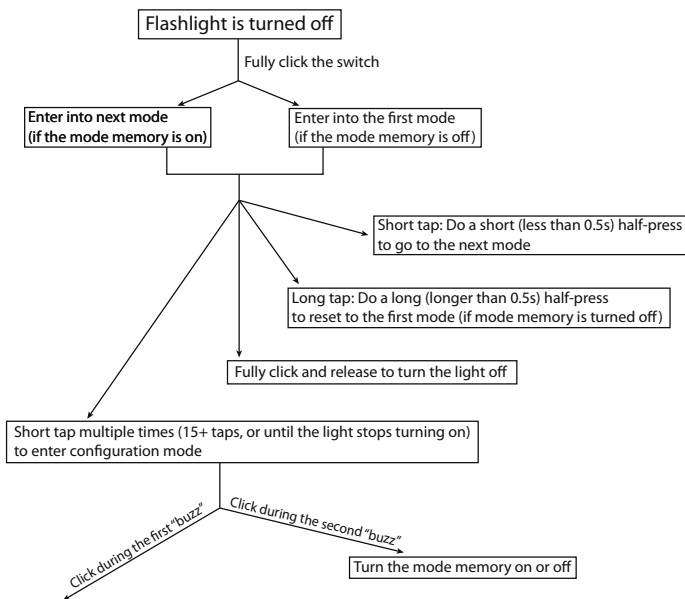 Flashlight is turned off
Fully click the switch
Enter into next mode
(if the mode memory is on)
Enter into the first mode
(if the mode memory is off)
Short tap: Do a short (less than 0.5s) half-press
to go to the next mode
Long tap: Do a long (longer than 0.5s) half-press
to reset to the first mode (if mode memory is turned off)
Fully click and release to turn the light off
Short tap multiple times (15+ taps, or until the light stops turning on)
to enter configuration mode
Click during the first "buzz"
Click during the second "buzz"
Turn the mode memory on or off